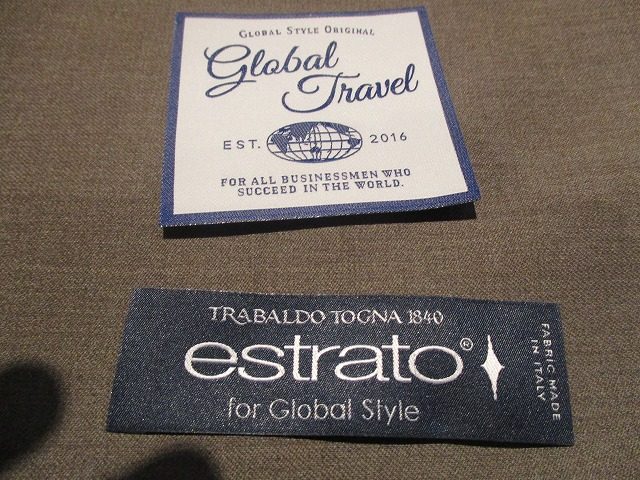 GLOBAL STYLE ORIGINAL
Global
Travel
EST. 2016
FOR ALL BUSINESSMEN WHO
SUCCEED IN THE WORLD.
TRABALDO TOGNA 1840
estrato®
for Global Style
FABRIC MADE
IN ITALY